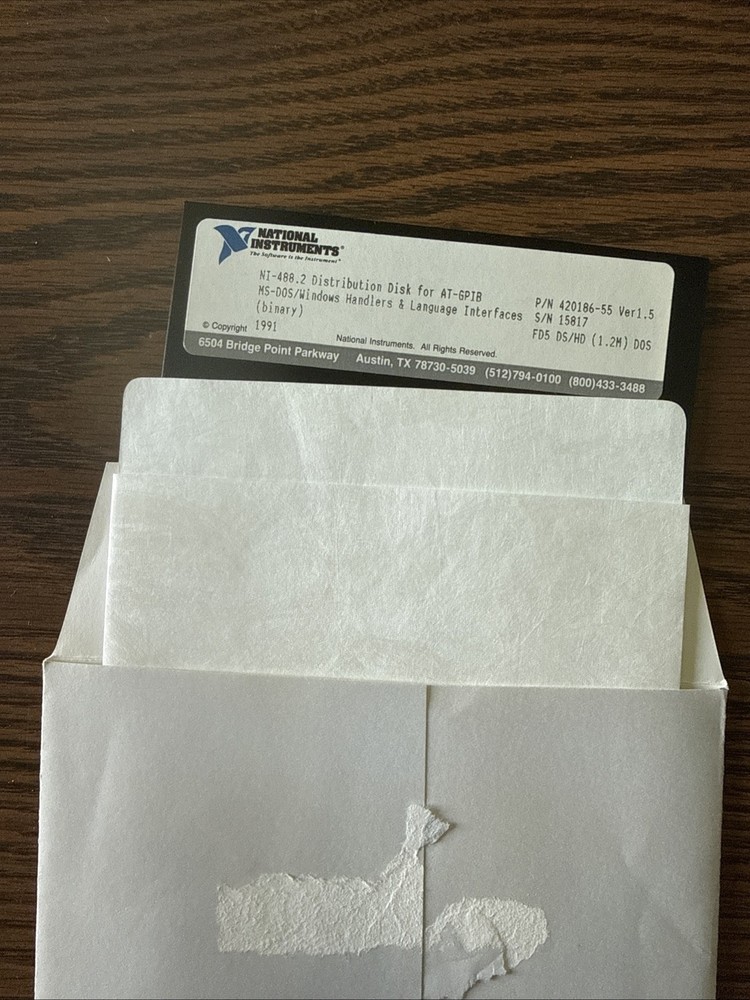 NATIONAL
INSTRUMENTS®
The Software is the Instrument®
NI-488.2 Distribution Disk for AT-GPIB
MS-DOS/Windows Handlers & Language Interfaces
(binary)
P/N 420186-55 Ver1.5
S/N 15817
FD5 DS/HD (1.2M) DOS
© Copyright 1991 National Instruments. All Rights Reserved.
6504 Bridge Point Parkway Austin, TX 78730-5039 (512)794-0100 (800)433-3488